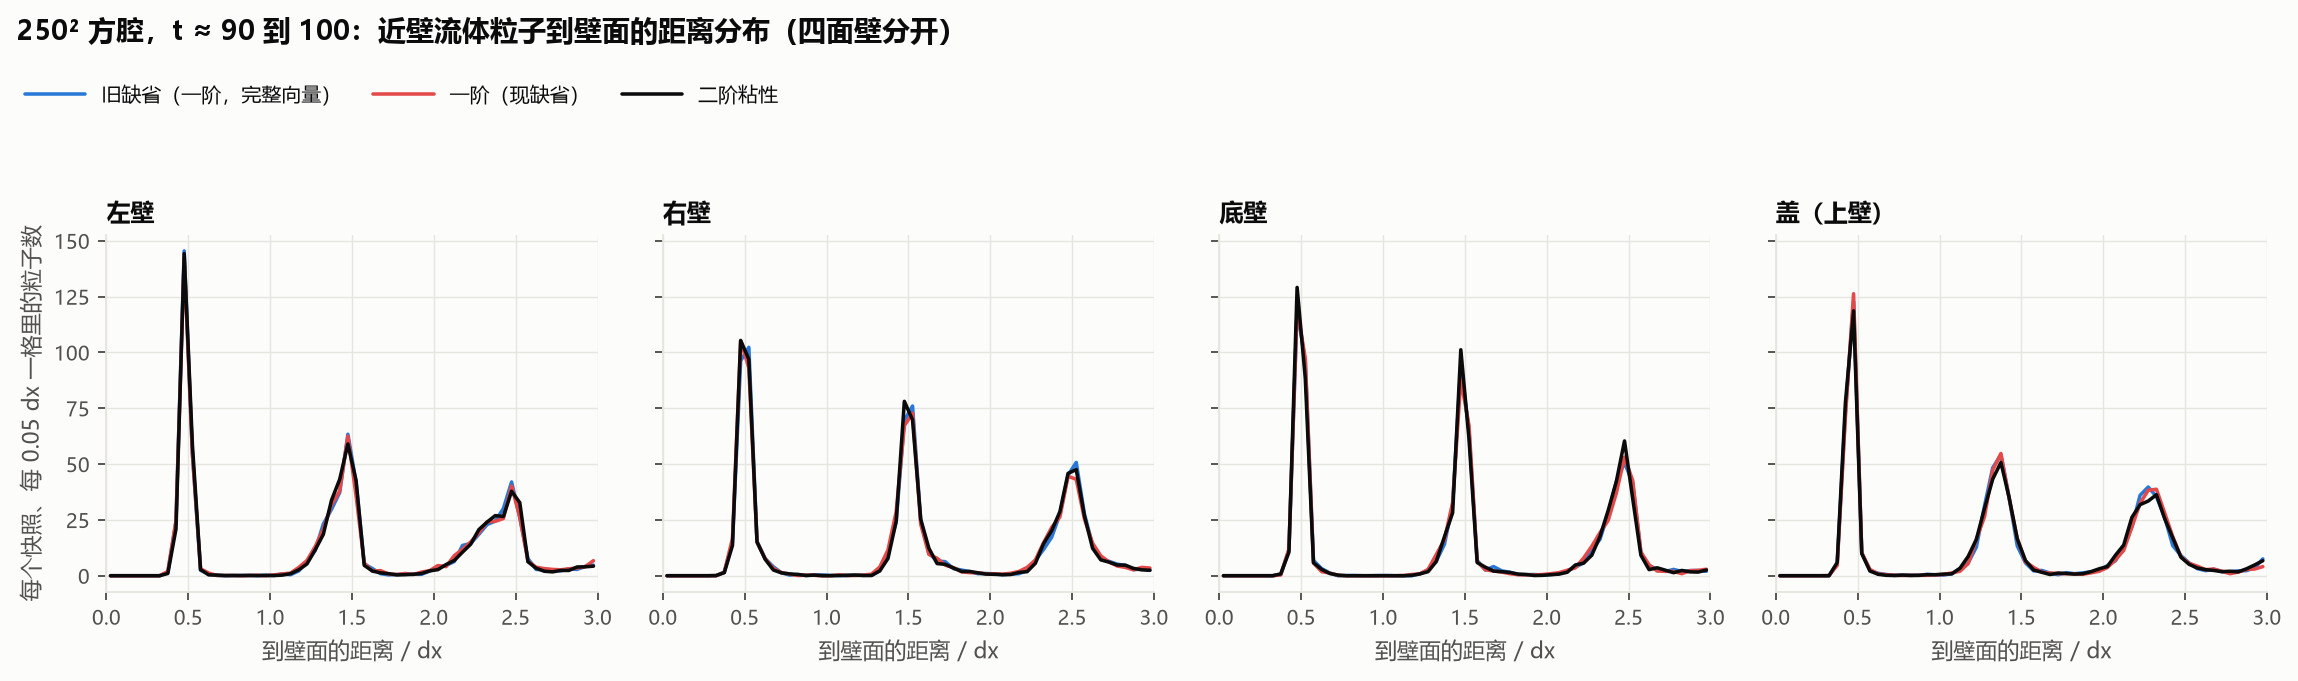 250² 方腔，t ≈ 90 到 100：近壁流体粒子到壁面的距离分布（四面壁分开）
旧缺省（一阶，完整向量）
一阶（现缺省）
二阶粘性
左壁
右壁
底壁
盖（上壁）
每个快照、每 0.05 dx 一格里的粒子数
150
125
100
75
50
25
0
0.0 0.5 1.0 1.5 2.0 2.5 3.0
0.0 0.5 1.0 1.5 2.0 2.5 3.0
0.0 0.5 1.0 1.5 2.0 2.5 3.0
0.0 0.5 1.0 1.5 2.0 2.5 3.0
到壁面的距离 / dx
到壁面的距离 / dx
到壁面的距离 / dx
到壁面的距离 / dx